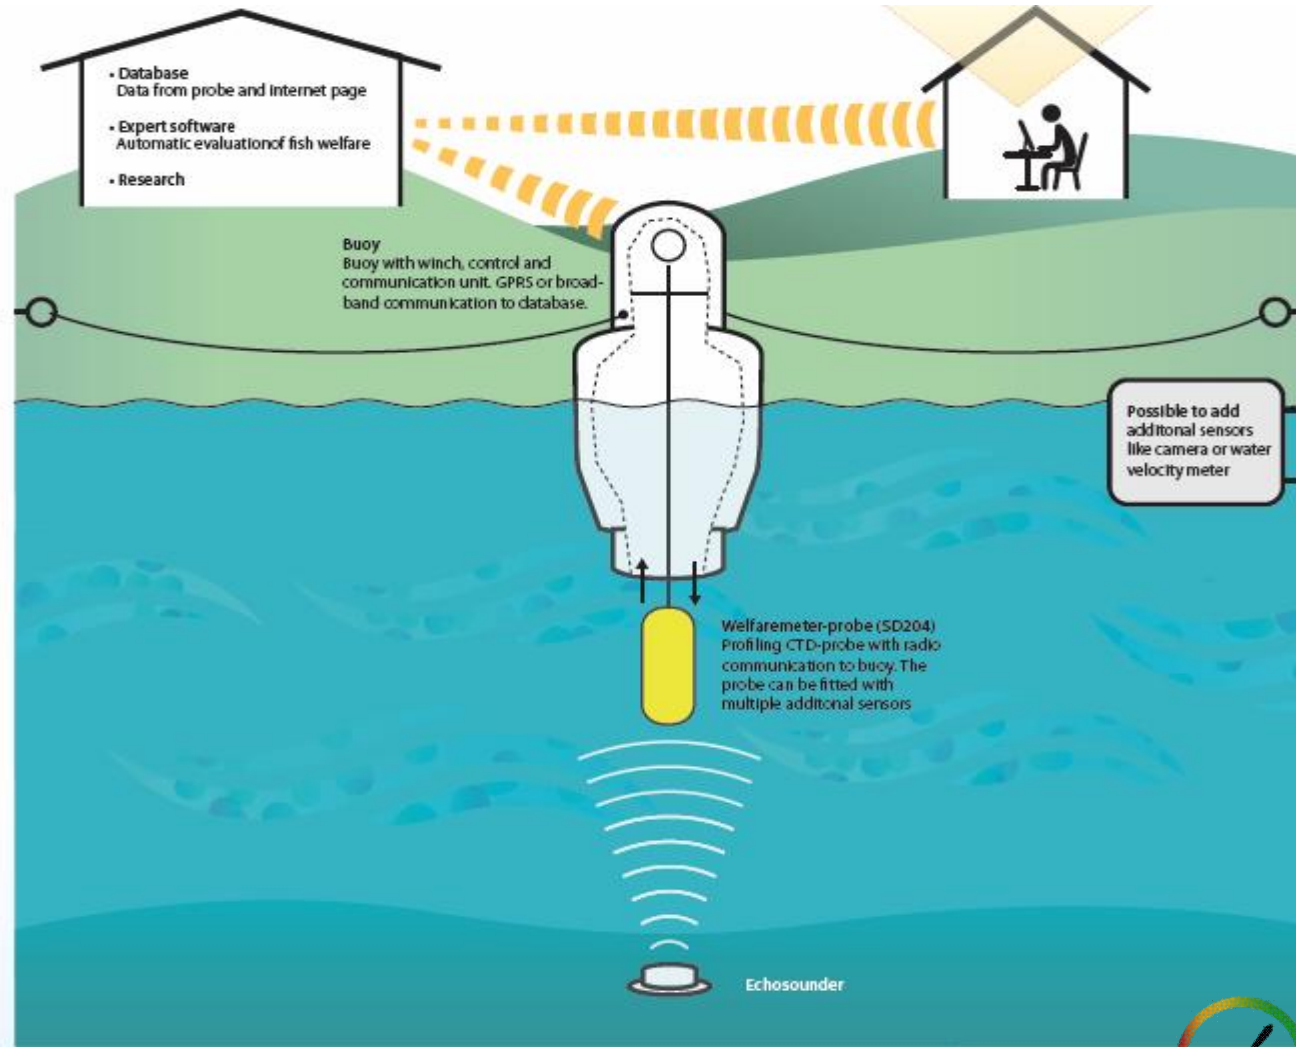 • Database
Data from probe and internet page
• Expert software
Automatic evaluationof fish welfare
• Research
Buoy
Buoy with winch, control and
communication unit. GPRS or broad-
band communication to database.
Possible to add
additonal sensors
like camera or water
velocity meter
Welfaremeter-probe (SD204)
Profiling CTD-probe with radio
communication to buoy. The
probe can be fitted with
multiple additonal sensors
Echosounder